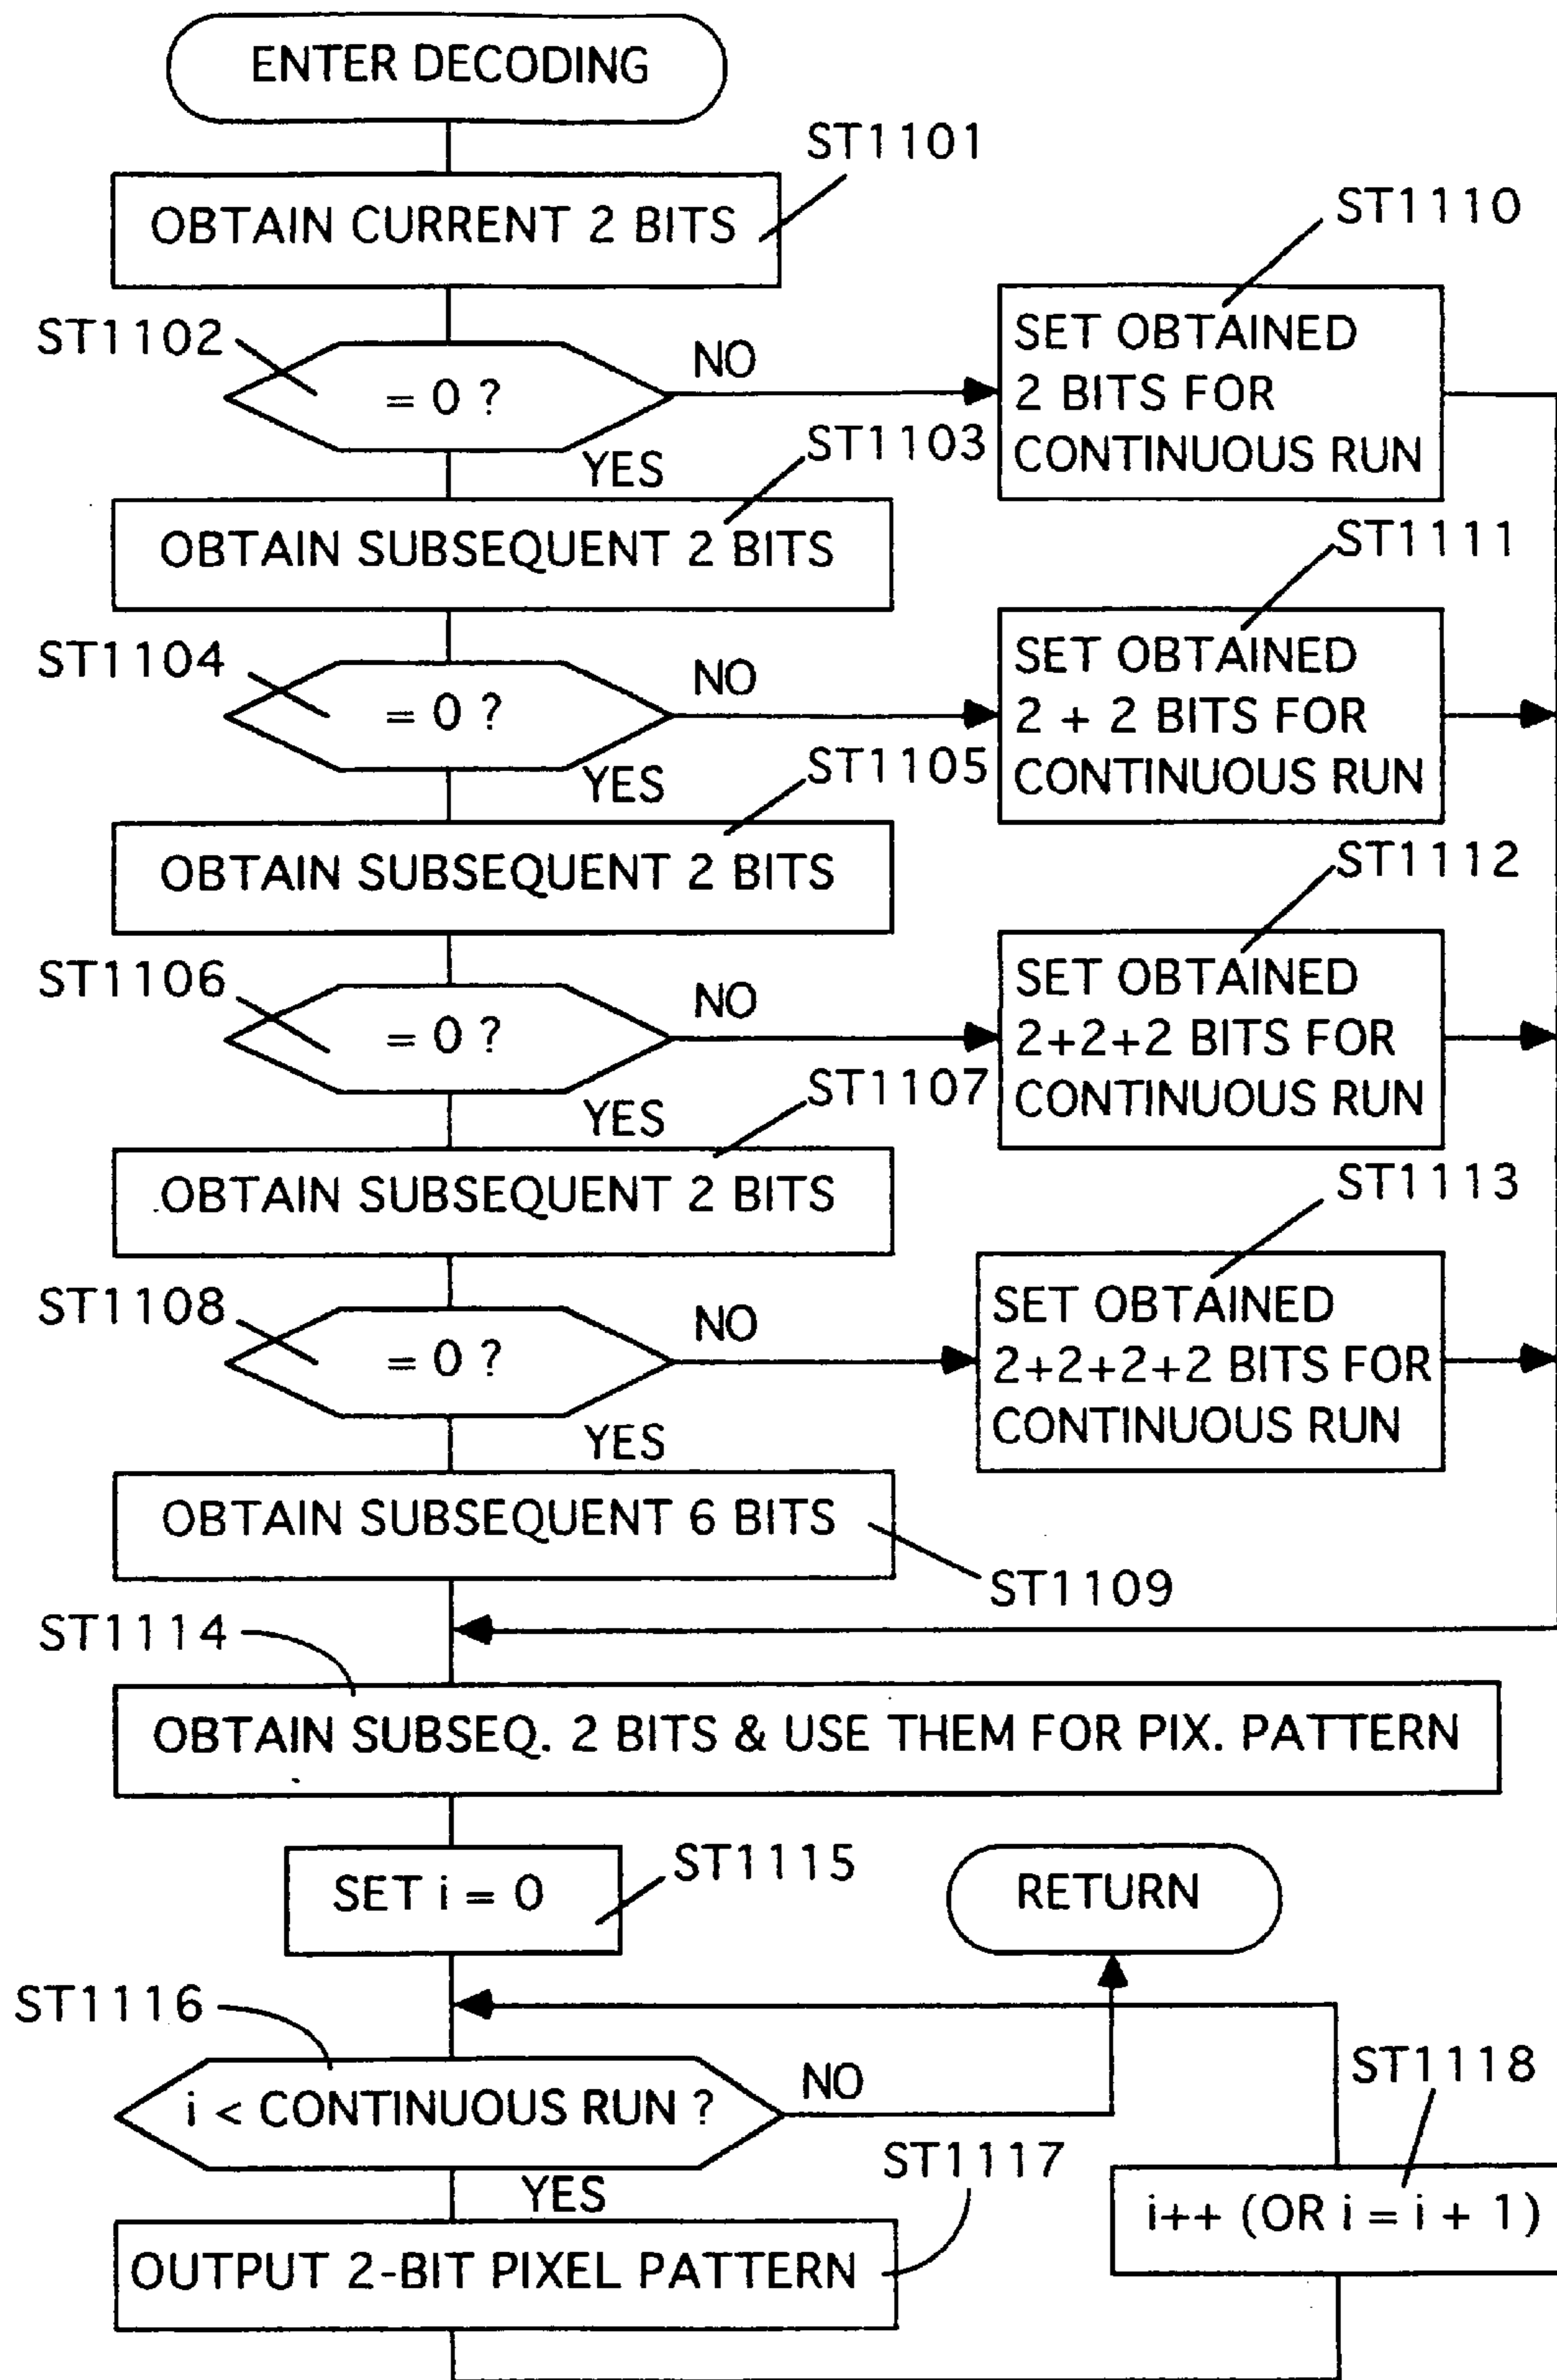 ENTER DECODING
ST1101
OBTAIN CURRENT 2 BITS
ST1110
ST1102
= 0 ?
NO
SET OBTAINED
2 BITS FOR
CONTINUOUS RUN
YES
ST1103
OBTAIN SUBSEQUENT 2 BITS
ST1111
ST1104
= 0 ?
NO
SET OBTAINED
2 + 2 BITS FOR
CONTINUOUS RUN
YES
ST1105
OBTAIN SUBSEQUENT 2 BITS
ST1112
ST1106
= 0 ?
NO
SET OBTAINED
2+2+2 BITS FOR
CONTINUOUS RUN
YES
ST1107
OBTAIN SUBSEQUENT 2 BITS
ST1113
ST1108
= 0 ?
NO
SET OBTAINED
2+2+2+2 BITS FOR
CONTINUOUS RUN
YES
OBTAIN SUBSEQUENT 6 BITS
ST1109
ST1114
OBTAIN SUBSEQ. 2 BITS & USE THEM FOR PIX. PATTERN
SET i = 0
ST1115
RETURN
ST1116
i < CONTINUOUS RUN ?
NO
ST1118
YES
ST1117
i++ (OR i = i + 1)
OUTPUT 2-BIT PIXEL PATTERN